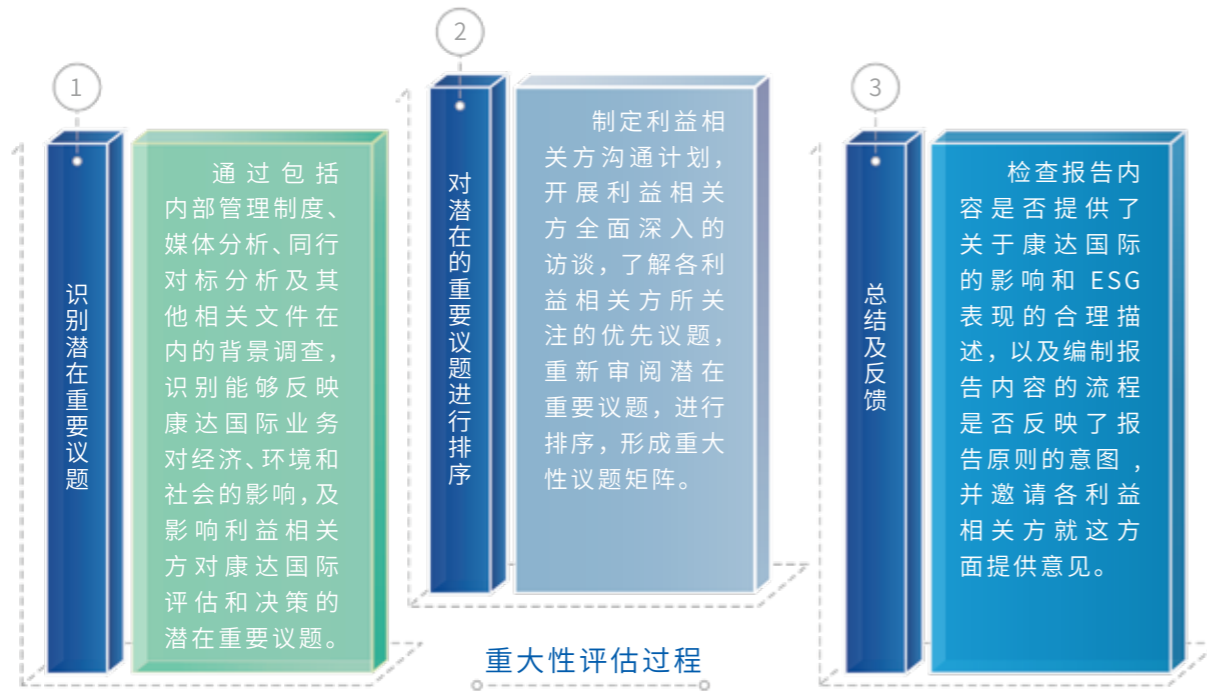 1
识别潜在重要议题
通过包括
内部管理制度、
媒体分析、同行
对标分析及其
他相关文件在
内的背景调查，
识别能够反映
康达国际业务
对经济、环境和
社会的影响，及
影响利益相关
方对康达国际
评估和决策的
潜在重要议题。
2
对潜在的重要议题进行排序
制定利益相
关方沟通计划，
开展利益相关
方全面深入的
访谈，了解各利
益相关方所关
注的优先议题，
重新审阅潜在
重要议题，进行
排序，形成重大
性议题矩阵。
3
总结及反馈
检查报告内
容是否提供了
关于康达国际
的影响和 ESG
表现的合理描
述，以及编制报
告内容的流程
是否反映了报
告原则的意图，
并邀请各利益
相关方就这方
面提供意见。
重大性评估过程